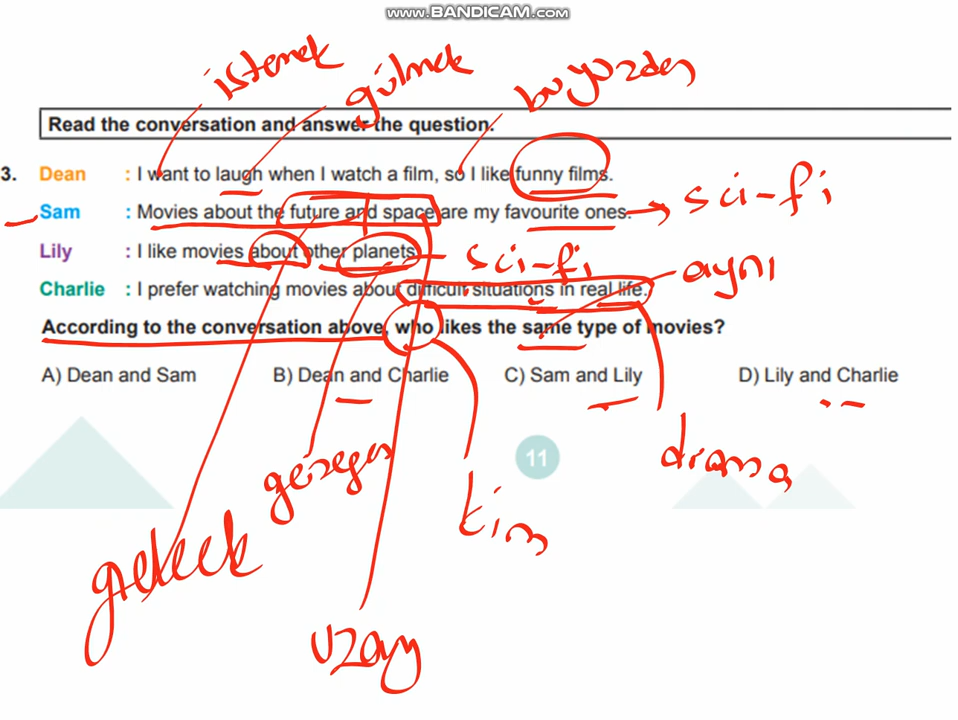 www.BANDICAM.com
istemek gülmek bu yüzden
Read the conversation and answer the question.
3. Dean : I want to laugh when I watch a film, so I like funny films.
Sam : Movies about the future and space are my favourite ones. sci-fi
Lily : I like movies about other planets. sci-fi aynı
Charlie : I prefer watching movies about difficult situations in real life.
According to the conversation above, who likes the same type of movies?
A) Dean and Sam B) Dean and Charlie C) Sam and Lily D) Lily and Charlie
11
gezegen drama
kim
uzay